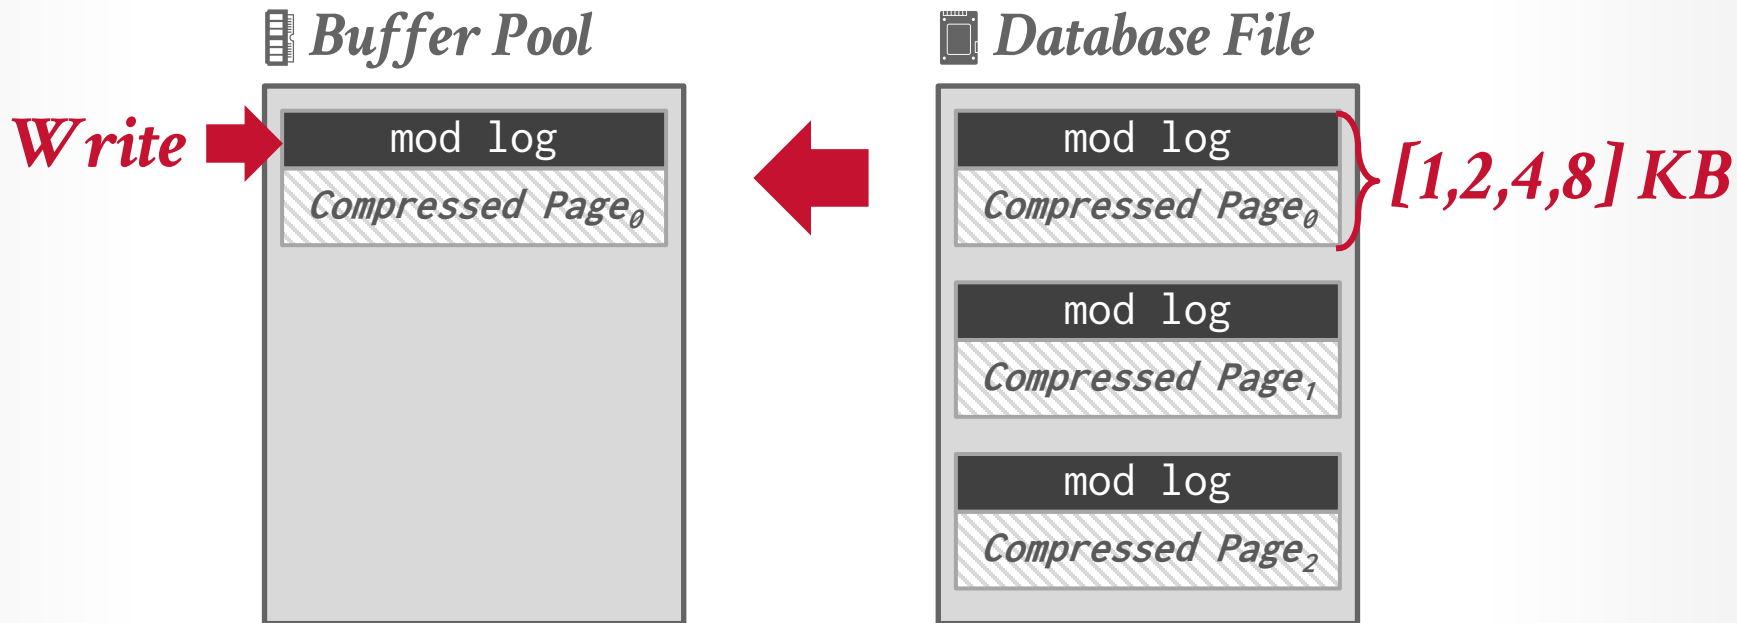 Buffer Pool
Database File
Write
mod log
Compressed Page0
mod log
Compressed Page0
[1,2,4,8] KB
mod log
Compressed Page1
mod log
Compressed Page2